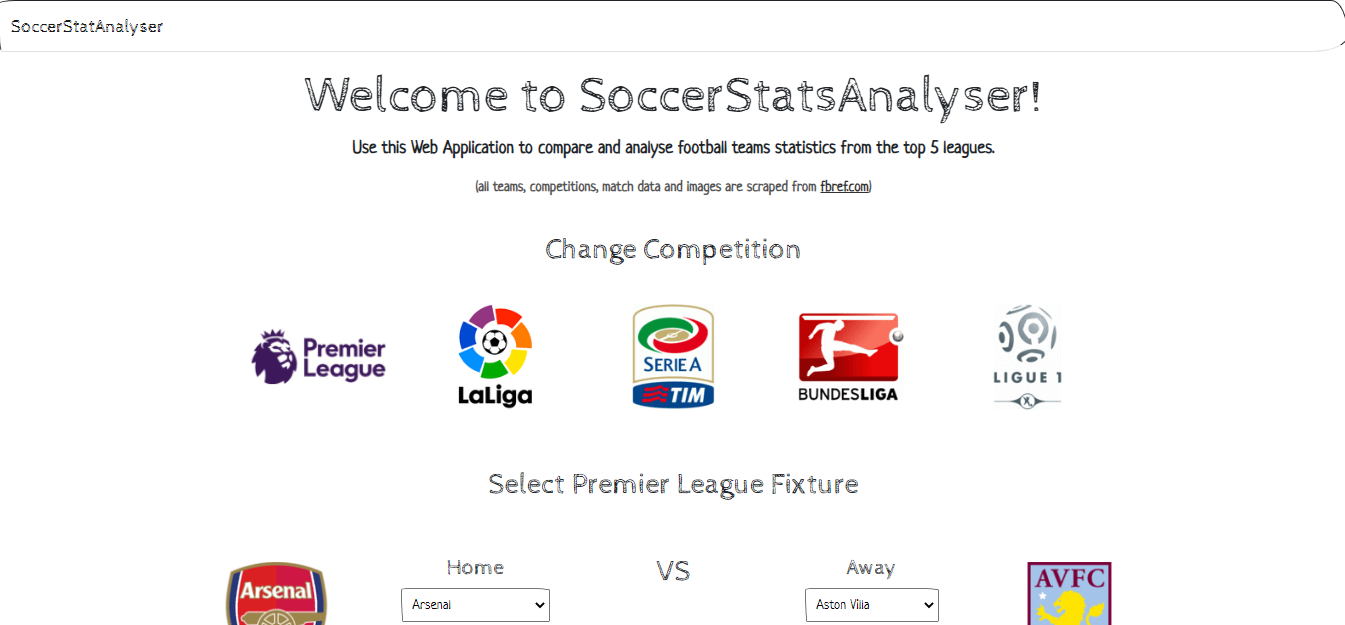 SoccerStatAnalyser
Welcome to SoccerStatsAnalyser!
Use this Web Application to compare and analyse football teams statistics from the top 5 leagues.
(all teams, competitions, match data and images are scraped from fbref.com)
Change Competition
Premier
League
LaLiga
SERIE A
TIM
BUNDESLIGA
LIGUE 1
Select Premier League Fixture
Home
VS
Away
Arsenal
Arsenal
Aston Villa
AVFC